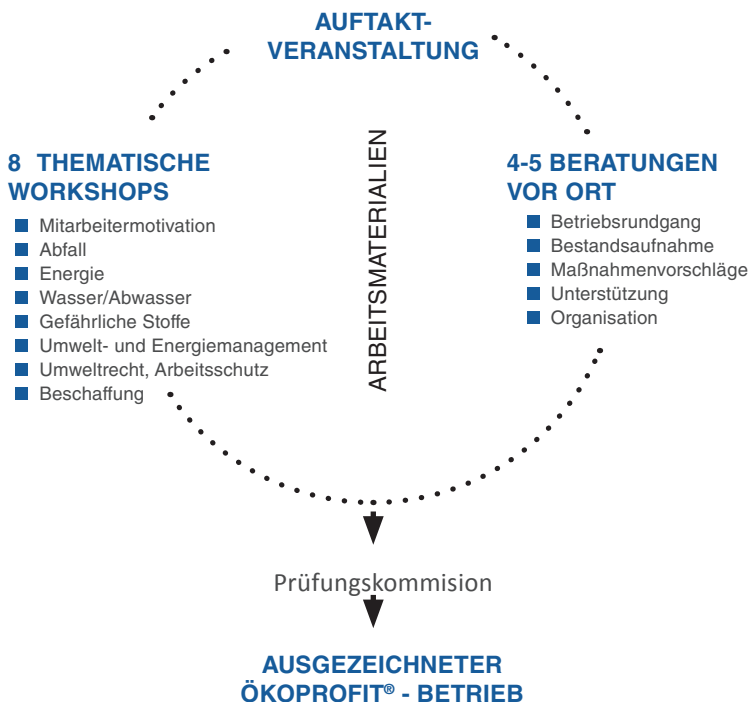 AUFTAKT-
VERANSTALTUNG
8 THEMATISCHE
WORKSHOPS
Mitarbeitermotivation
Abfall
Energie
Wasser/Abwasser
Gefährliche Stoffe
Umwelt- und Energiemanagement
Umweltrecht, Arbeitsschutz
Beschaffung
ARBEITSMATERIALIEN
4-5 BERATUNGEN
VOR ORT
Betriebsrundgang
Bestandsaufnahme
Maßnahmenvorschläge
Unterstützung
Organisation
Prüfungskommision
AUSGEZEICHNETER
ÖKOPROFIT® - BETRIEB